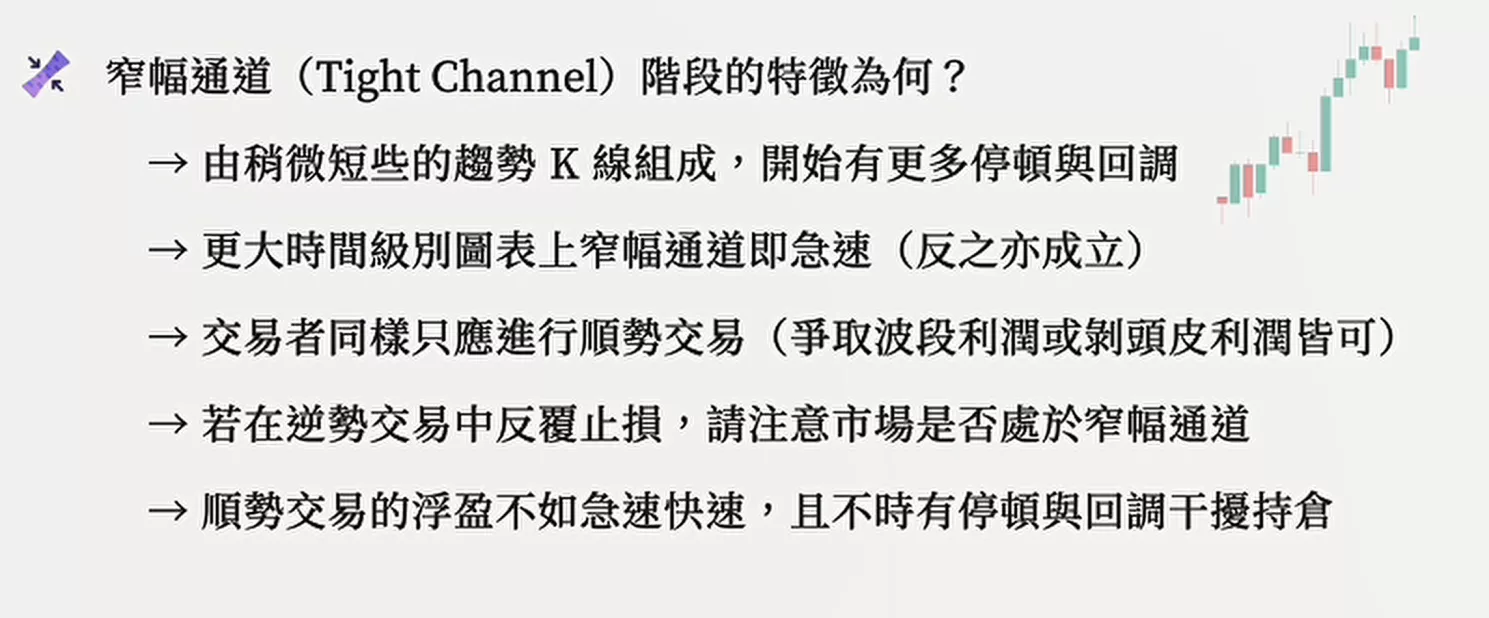 窄幅通道（Tight Channel）階段的特徵為何？
→ 由稍微短些的趨勢 K 線組成，開始有更多停頓與回調
→ 更大時間級別圖表上窄幅通道即急速（反之亦成立）
→ 交易者同樣只應進行順勢交易（爭取波段利潤或剝頭皮利潤皆可）
→ 若在逆勢交易中反覆止損，請注意市場是否處於窄幅通道
→ 順勢交易的浮盈不如急速快速，且不時有停頓與回調干擾持倉